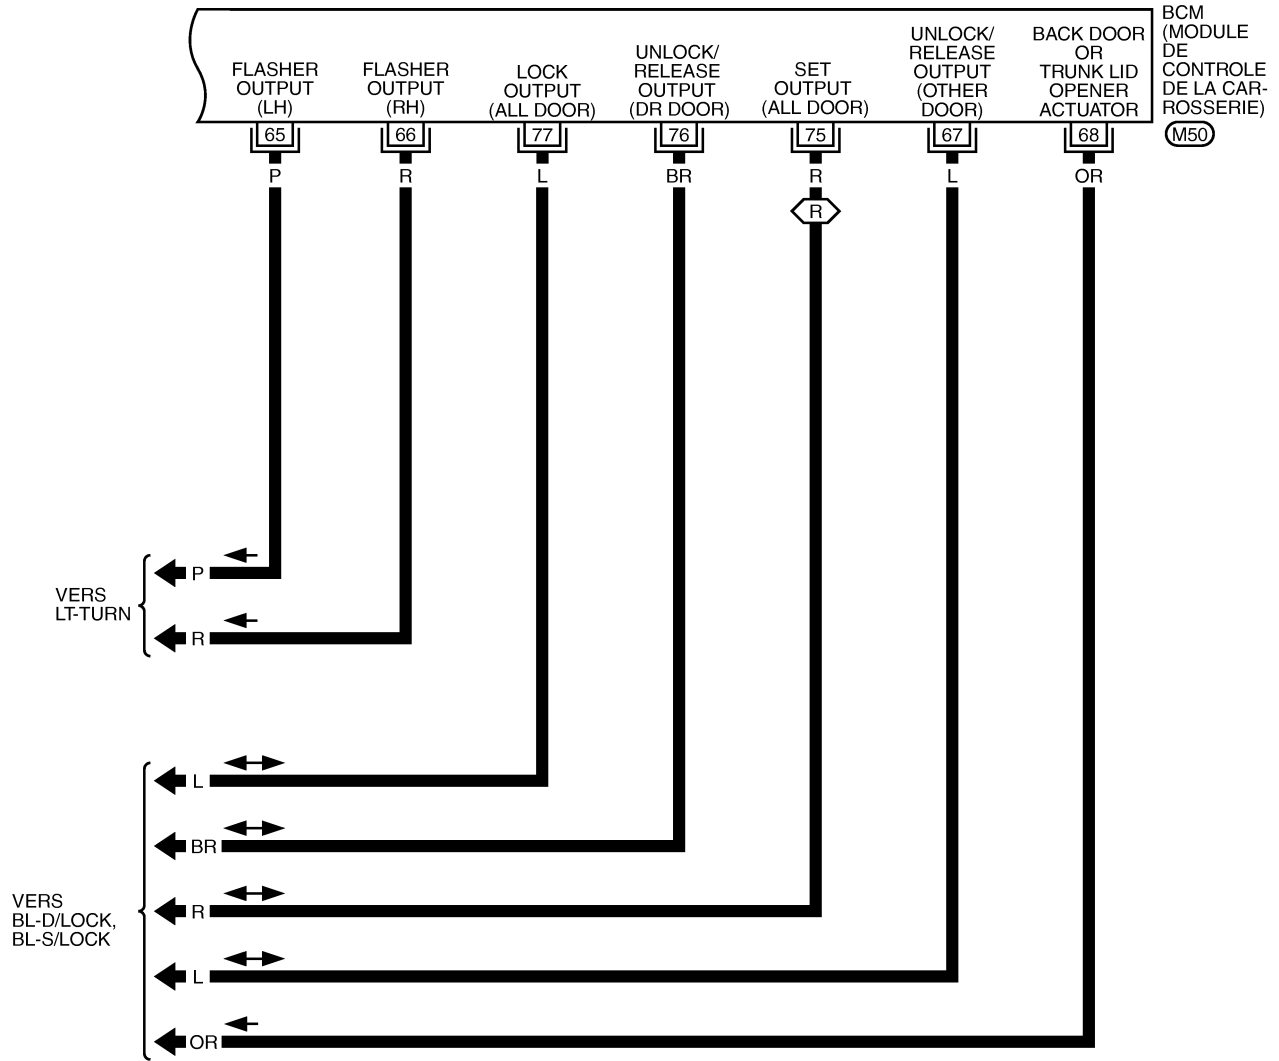 FLASHER
OUTPUT
(LH)
FLASHER
OUTPUT
(RH)
LOCK
OUTPUT
(ALL DOOR)
UNLOCK/
RELEASE
OUTPUT
(DR DOOR)
SET
OUTPUT
(ALL DOOR)
UNLOCK/
RELEASE
OUTPUT
(OTHER
DOOR)
BACK DOOR
OR
TRUNK LID
OPENER
ACTUATOR
BCM
(MODULE
DE
CONTROLE
DE LA CAR-
ROSSERIE)
M50
65
66
77
76
75
67
68
P
R
L
BR
R
L
OR
R
VERS
LT-TURN
P
R
VERS
BL-D/LOCK,
BL-S/LOCK
L
BR
R
L
OR